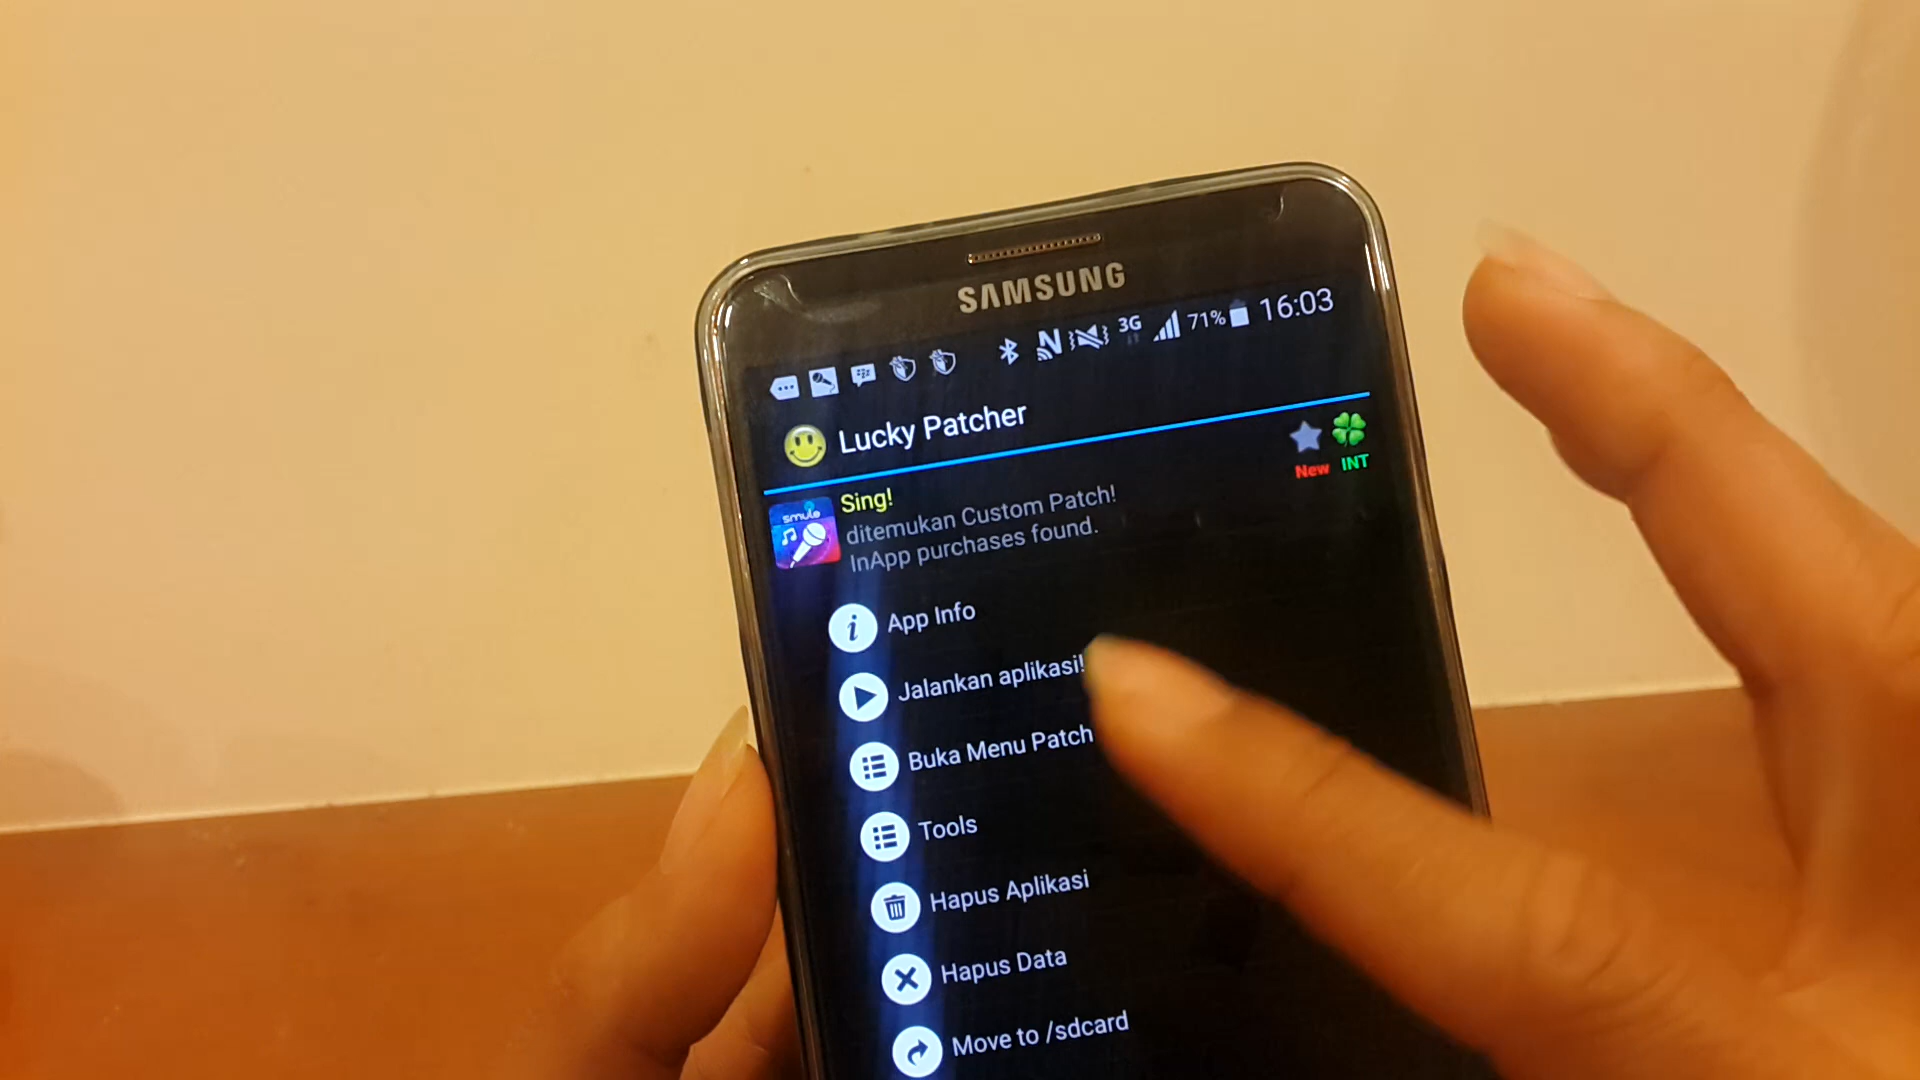 SAMSUNG
3G 71% 16:03
Lucky Patcher
Sing!
New INT
smule
ditemukan Custom Patch!
InApp purchases found.
App Info
Jalankan aplikasi!
Buka Menu Patch
Tools
Hapus Aplikasi
Hapus Data
Move to /sdcard